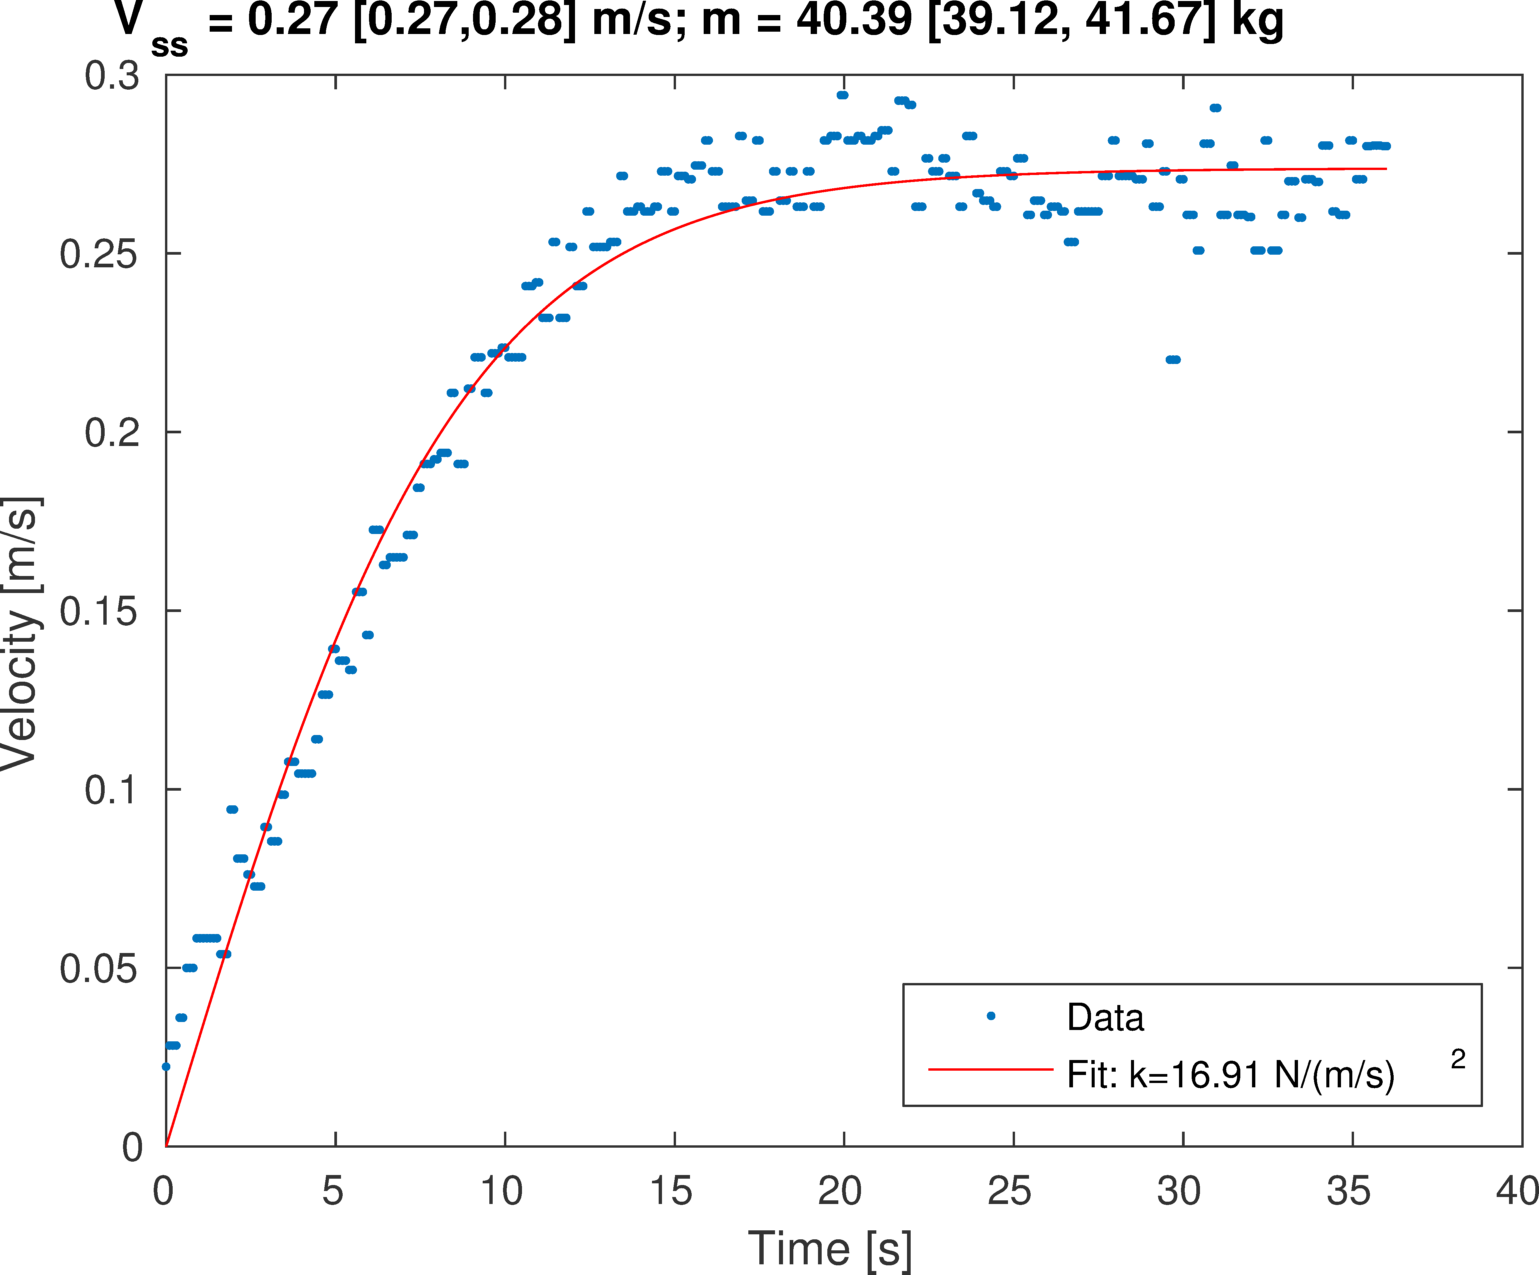 Vss = 0.27 [0.27,0.28] m/s; m = 40.39 [39.12, 41.67] kg
0.3
0.25
0.2
0.15
0.1
0.05
0
Velocity [m/s]
Data
Fit: k=16.91 N/(m/s) 2
0 5 10 15 20 25 30 35 40
Time [s]